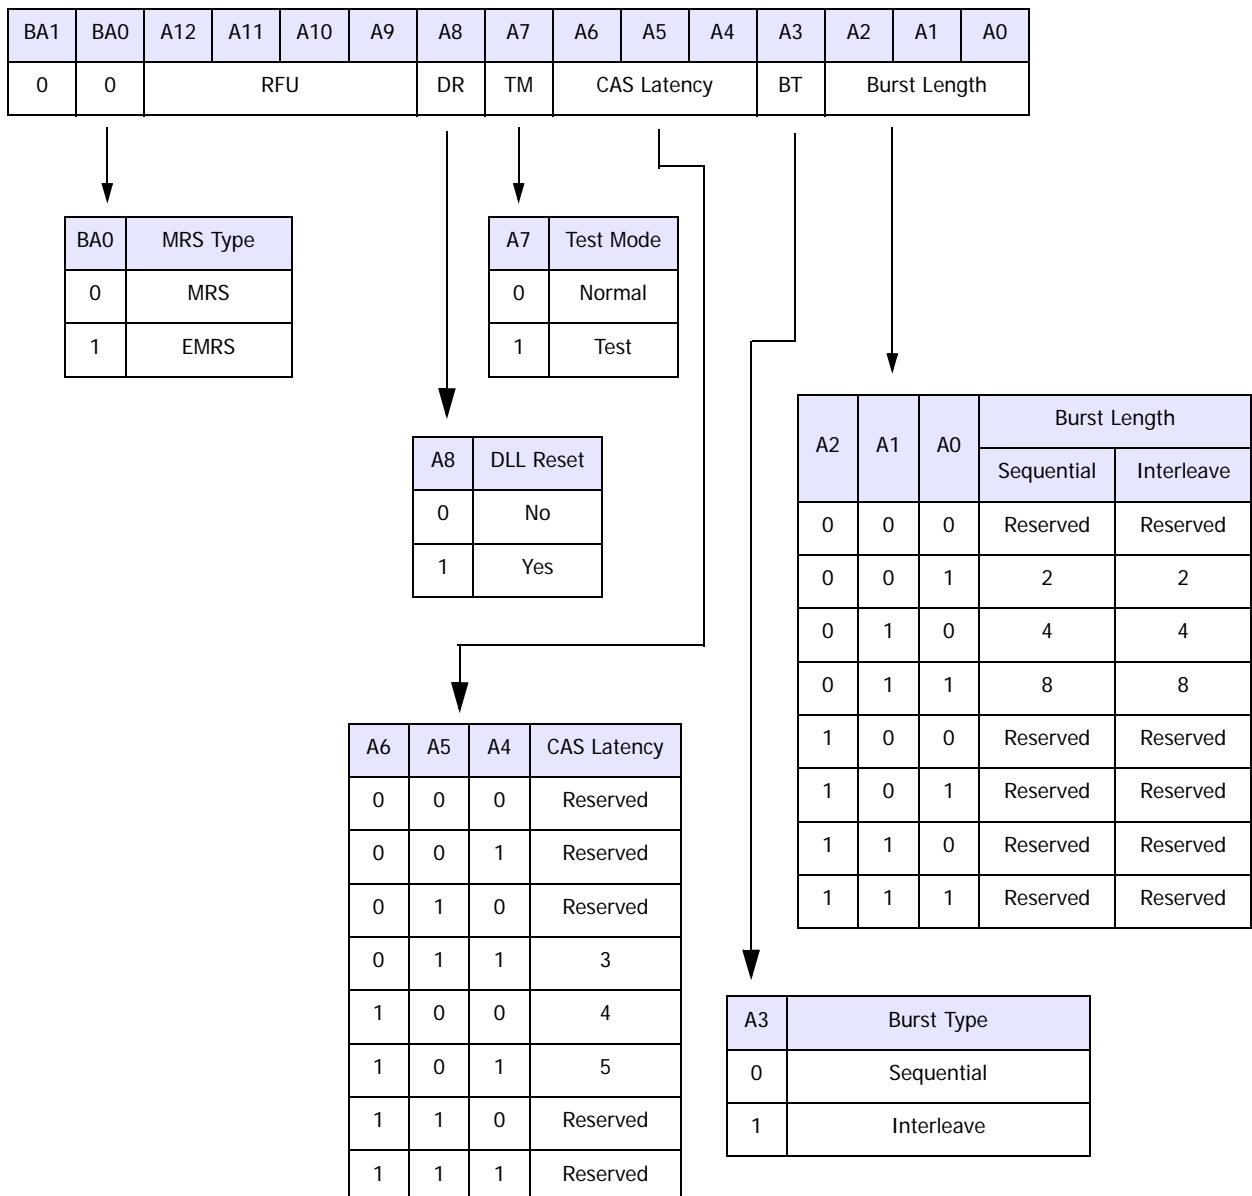 BA1 BA0 A12 A11 A10 A9 A8 A7 A6 A5 A4 A3 A2 A1 A0
0 0 RFU DR TM CAS Latency BT Burst Length
BA0 MRS Type
0 MRS
1 EMRS
A7 Test Mode
0 Normal
1 Test
A8 DLL Reset
0 No
1 Yes
A2 A1 A0 Burst Length
Sequential Interleave
0 0 0 Reserved Reserved
0 0 1 2 2
0 1 0 4 4
0 1 1 8 8
1 0 0 Reserved Reserved
1 0 1 Reserved Reserved
1 1 0 Reserved Reserved
1 1 1 Reserved Reserved
A6 A5 A4 CAS Latency
0 0 0 Reserved
0 0 1 Reserved
0 1 0 Reserved
0 1 1 3
1 0 0 4
1 0 1 5
1 1 0 Reserved
1 1 1 Reserved
A3 Burst Type
0 Sequential
1 Interleave